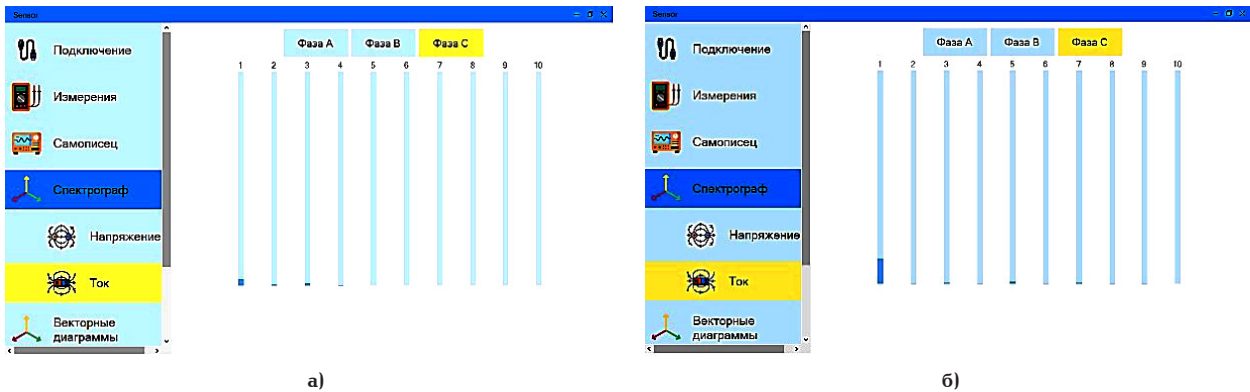 Sensor
Подключение
Измерения
Самописец
Спектрограф
Напряжение
Ток
Векторные
диаграммы
Фаза A Фаза B Фаза C
1 2 3 4 5 6 7 8 9 10
а)
Sensor
Подключение
Измерения
Самописец
Спектрограф
Напряжение
Ток
Векторные
диаграммы
Фаза A Фаза B Фаза C
1 2 3 4 5 6 7 8 9 10
б)